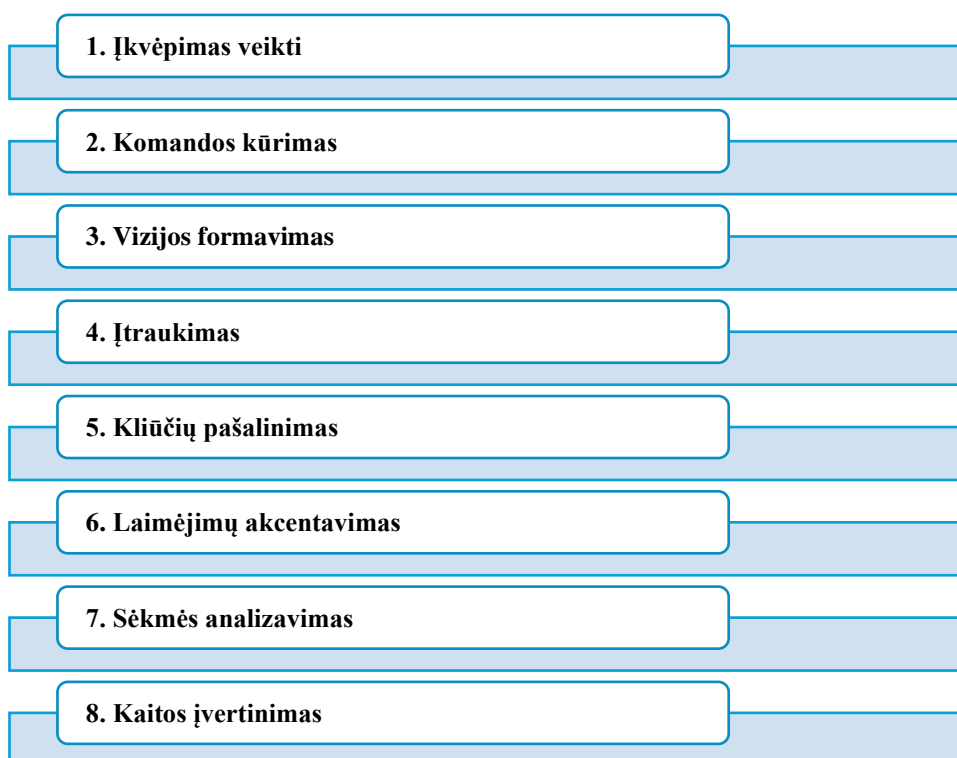 1. Įkvėpimas veikti
2. Komandos kūrimas
3. Vizijos formavimas
4. Įtraukimas
5. Kliūčių pašalinimas
6. Laimėjimų akcentavimas
7. Sėkmės analizavimas
8. Kaitos įvertinimas